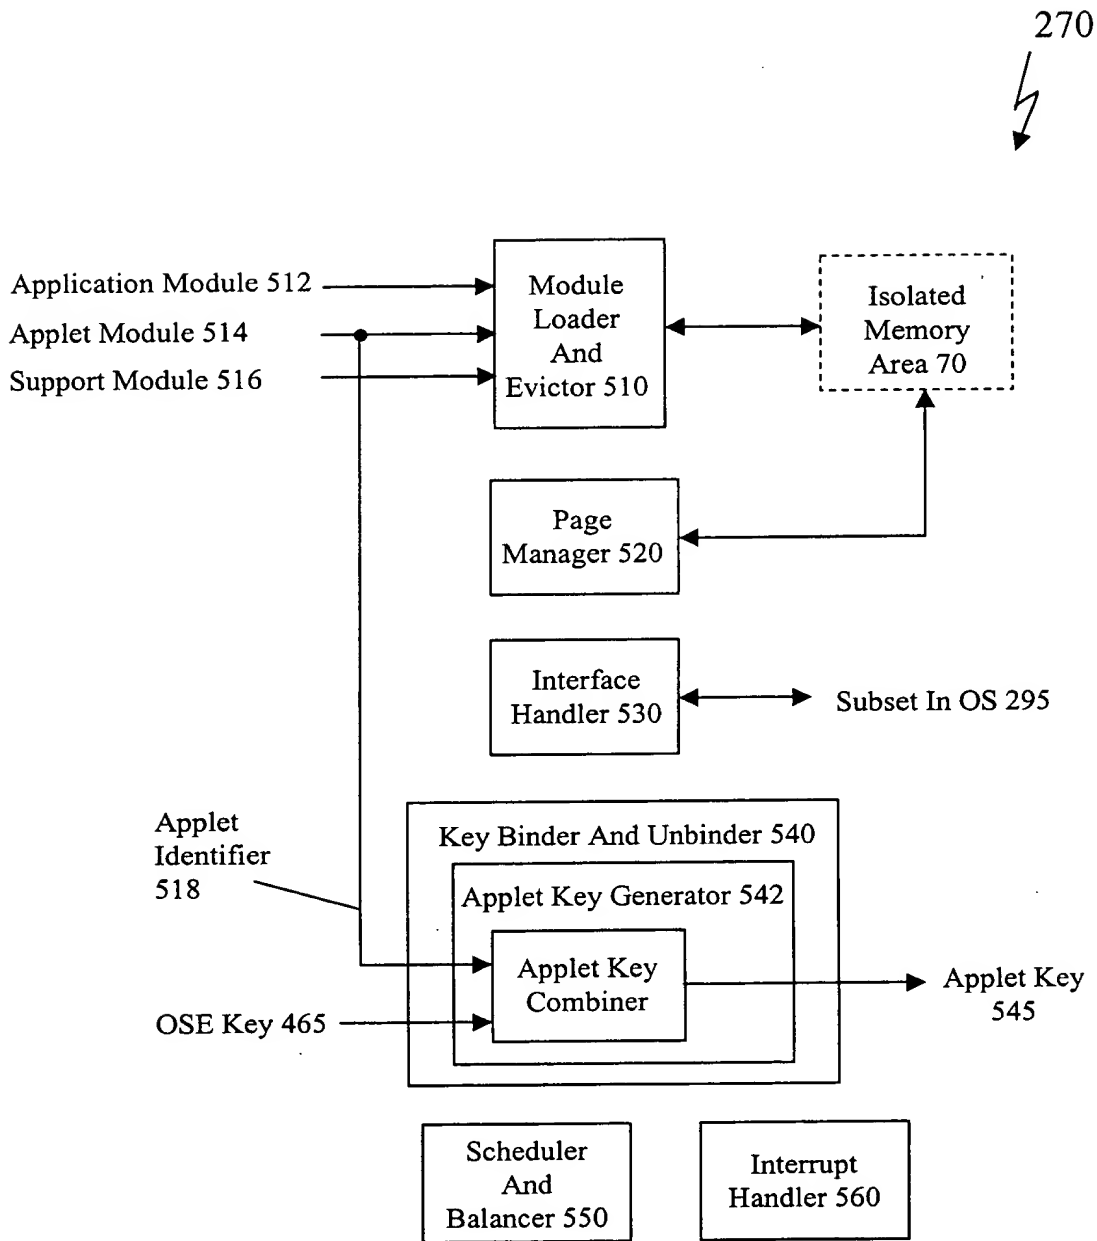 270
Application Module 512
Applet Module 514
Support Module 516
Module
Loader
And
Evictor 510
Isolated
Memory
Area 70
Page
Manager 520
Interface
Handler 530
Subset In OS 295
Applet
Identifier
518
Key Binder And Unbinder 540
Applet Key Generator 542
Applet Key
Combiner
OSE Key 465
Applet Key
545
Scheduler
And
Balancer 550
Interrupt
Handler 560